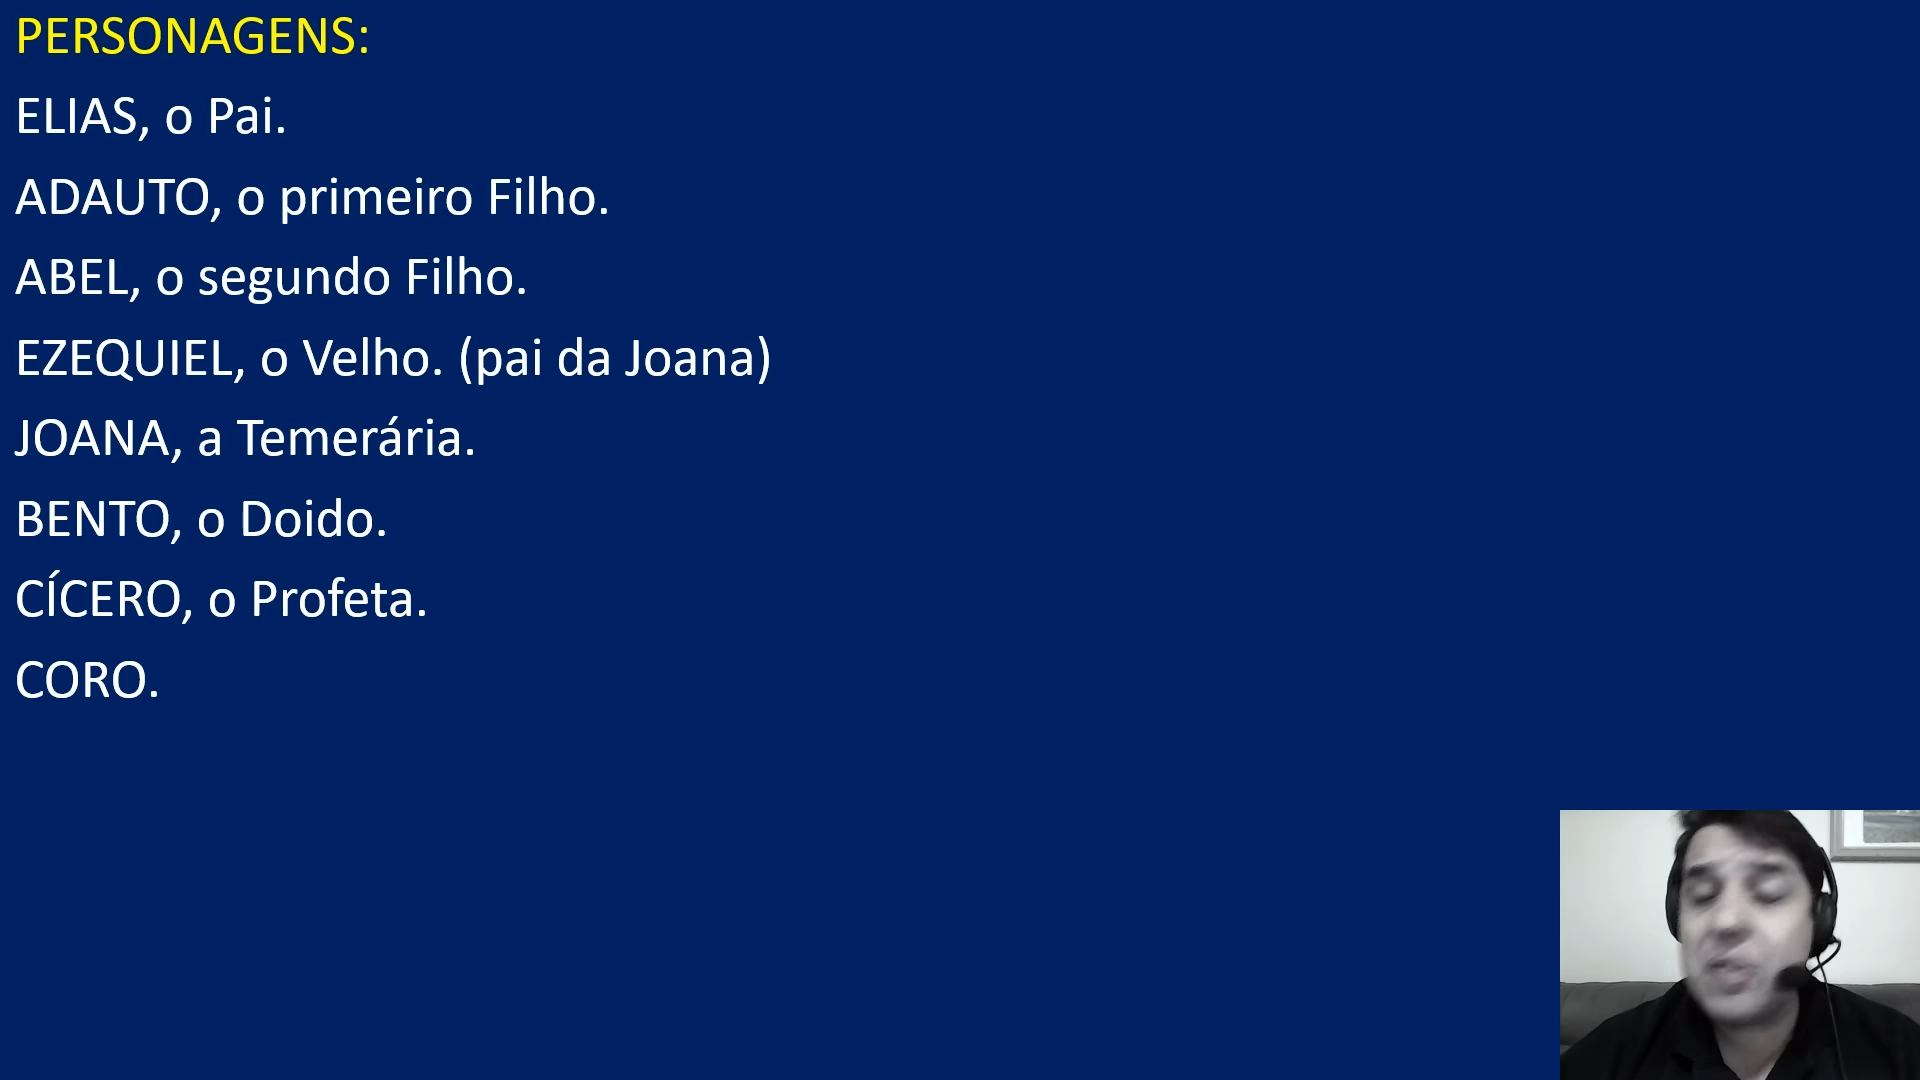 PERSONAGENS:
ELIAS, o Pai.
ADAUTO, o primeiro Filho.
ABEL, o segundo Filho.
EZEQUIEL, o Velho. (pai da Joana)
JOANA, a Temerária.
BENTO, o Doido.
CÍCERO, o Profeta.
CORO.